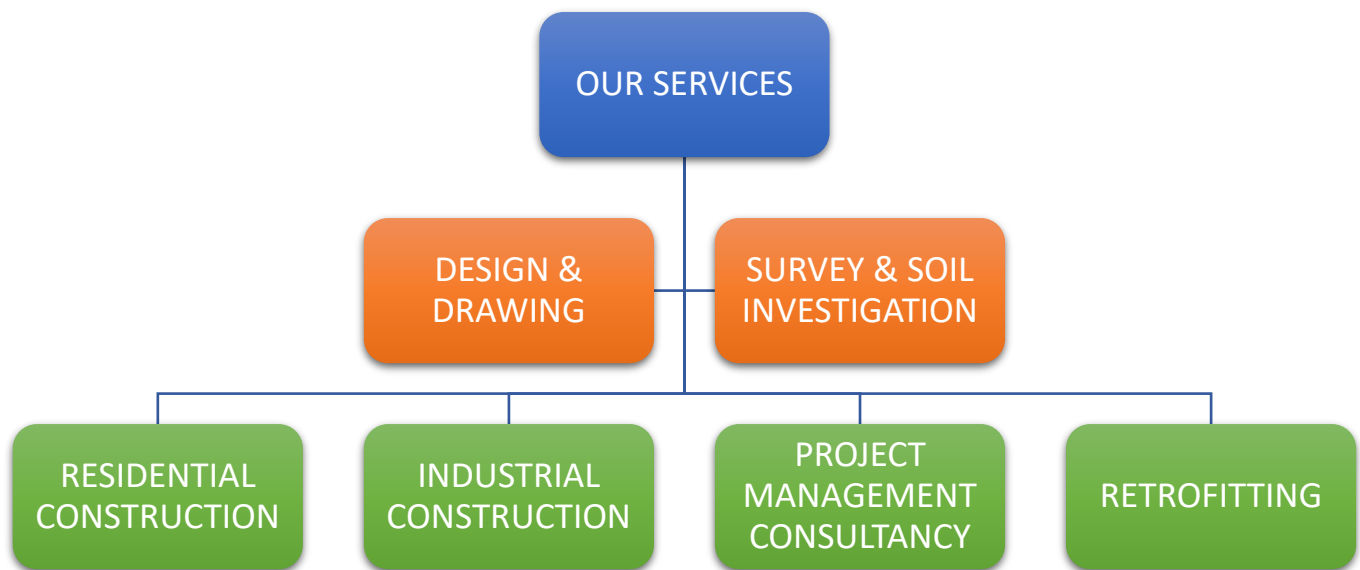 OUR SERVICES
DESIGN &
DRAWING
SURVEY & SOIL
INVESTIGATION
RESIDENTIAL
CONSTRUCTION
INDUSTRIAL
CONSTRUCTION
PROJECT
MANAGEMENT
CONSULTANCY
RETROFITTING